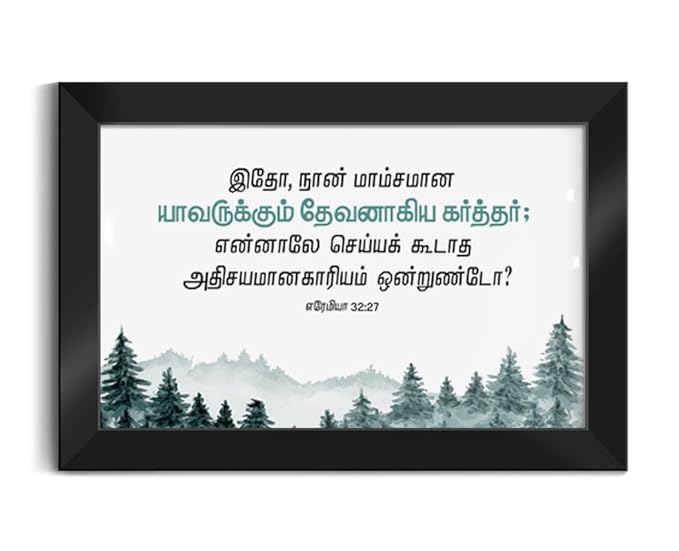 இதோ, நான் மாம்சமான
யாவருக்கும் தேவனாகிய கர்த்தர்;
என்னாலே செய்யக் கூடாத
அதிசயமானகாரியம் ஒன்றுண்டோ?
எரேமியா 32:27